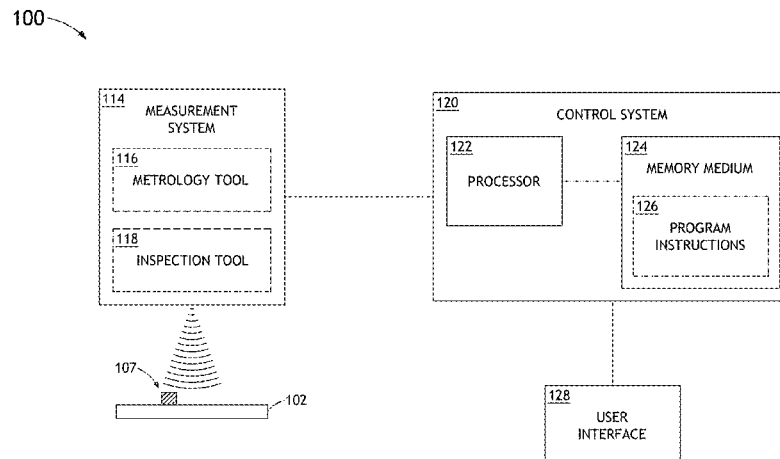 100
114
MEASUREMENT
SYSTEM
116
METROLOGY TOOL
118
INSPECTION TOOL
107
102
120
CONTROL SYSTEM
122
PROCESSOR
124
MEMORY MEDIUM
126
PROGRAM
INSTRUCTIONS
128
USER
INTERFACE